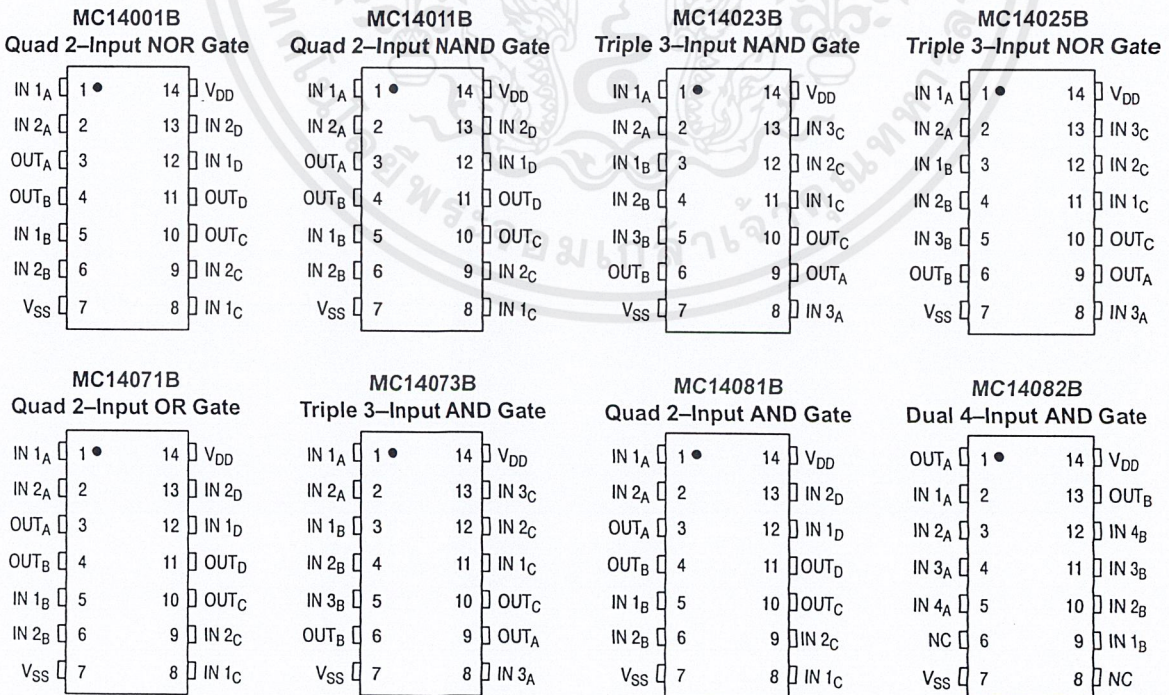 MC14001B
Quad 2–Input NOR Gate
IN 1A 1 14 VDD
IN 2A 2 13 IN 2D
OUTA 3 12 IN 1D
OUTB 4 11 OUTD
IN 1B 5 10 OUTC
IN 2B 6 9 IN 2C
VSS 7 8 IN 1C
MC14011B
Quad 2–Input NAND Gate
IN 1A 1 14 VDD
IN 2A 2 13 IN 2D
OUTA 3 12 IN 1D
OUTB 4 11 OUTD
IN 1B 5 10 OUTC
IN 2B 6 9 IN 2C
VSS 7 8 IN 1C
MC14023B
Triple 3–Input NAND Gate
IN 1A 1 14 VDD
IN 2A 2 13 IN 3C
IN 1B 3 12 IN 2C
IN 2B 4 11 IN 1C
IN 3B 5 10 OUTC
OUTB 6 9 OUTA
VSS 7 8 IN 3A
MC14025B
Triple 3–Input NOR Gate
IN 1A 1 14 VDD
IN 2A 2 13 IN 3C
IN 1B 3 12 IN 2C
IN 2B 4 11 IN 1C
IN 3B 5 10 OUTC
OUTB 6 9 OUTA
VSS 7 8 IN 3A
MC14071B
Quad 2–Input OR Gate
IN 1A 1 14 VDD
IN 2A 2 13 IN 2D
OUTA 3 12 IN 1D
OUTB 4 11 OUTD
IN 1B 5 10 OUTC
IN 2B 6 9 IN 2C
VSS 7 8 IN 1C
MC14073B
Triple 3–Input AND Gate
IN 1A 1 14 VDD
IN 2A 2 13 IN 3C
IN 1B 3 12 IN 2C
IN 2B 4 11 IN 1C
IN 3B 5 10 OUTC
OUTB 6 9 OUTA
VSS 7 8 IN 3A
MC14081B
Quad 2–Input AND Gate
IN 1A 1 14 VDD
IN 2A 2 13 IN 2D
OUTA 3 12 IN 1D
OUTB 4 11 OUTD
IN 1B 5 10 OUTC
IN 2B 6 9 IN 2C
VSS 7 8 IN 1C
MC14082B
Dual 4–Input AND Gate
OUTA 1 14 VDD
IN 1A 2 13 OUTB
IN 2A 3 12 IN 4B
IN 3A 4 11 IN 3B
IN 4A 5 10 IN 2B
NC 6 9 IN 1B
VSS 7 8 NC
พระจอมเกล้าเจ้า